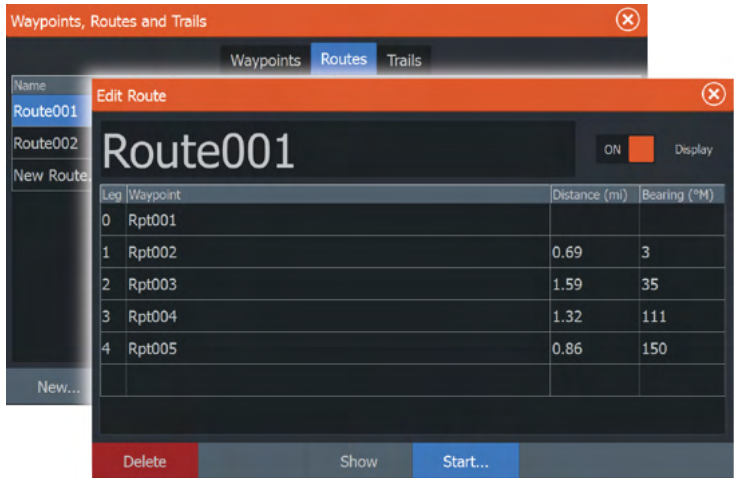 Waypoints, Routes and Trails
Waypoints Routes Trails
Name
Route001
Route002
New Route.
New...
Edit Route
Route001 ON Display
Leg Waypoint Distance (mi) Bearing (°M)
0 Rpt001
1 Rpt002 0.69 3
2 Rpt003 1.59 35
3 Rpt004 1.32 111
4 Rpt005 0.86 150
Delete Show Start...